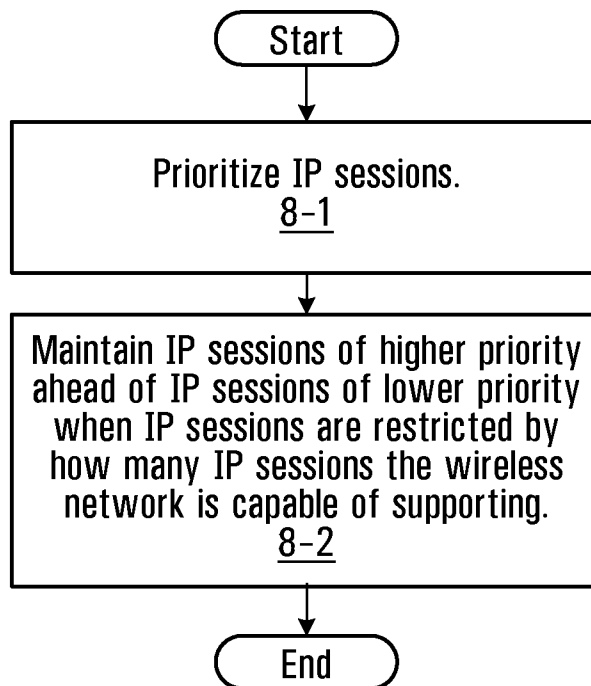 Start
Prioritize IP sessions.
8-1
Maintain IP sessions of higher priority
ahead of IP sessions of lower priority
when IP sessions are restricted by
how many IP sessions the wireless
network is capable of supporting.
8-2
End